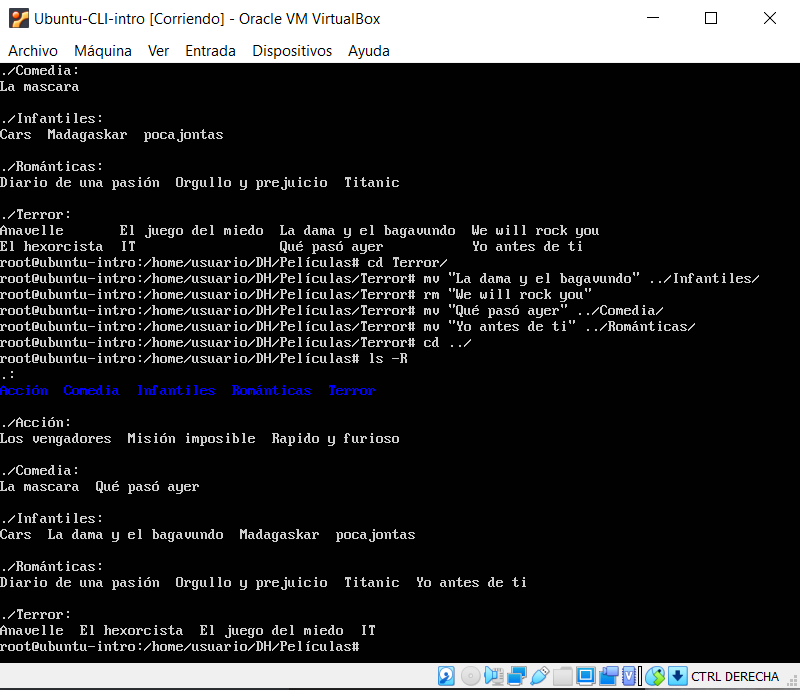 Ubuntu-CLI-intro [Corriendo] - Oracle VM VirtualBox
Archivo Máquina Ver Entrada Dispositivos Ayuda
./Comedia:
La mascara
./Infantiles:
Cars  Madagaskar  pocajontas
./Románticas:
Diario de una pasión  Orgullo y prejuicio  Titanic
./Terror:
Anavelle       El juego del miedo  La dama y el bagavundo  We will rock you
El hexorcista  IT                  Qué pasó ayer           Yo antes de ti
root@ubuntu-intro:/home/usuario/DH/Películas# cd Terror/
root@ubuntu-intro:/home/usuario/DH/Películas/Terror# mv "La dama y el bagavundo" ../Infantiles/
root@ubuntu-intro:/home/usuario/DH/Películas/Terror# rm "We will rock you"
root@ubuntu-intro:/home/usuario/DH/Películas/Terror# mv "Qué pasó ayer" ../Comedia/
root@ubuntu-intro:/home/usuario/DH/Películas/Terror# mv "Yo antes de ti" ../Románticas/
root@ubuntu-intro:/home/usuario/DH/Películas/Terror# cd ../
root@ubuntu-intro:/home/usuario/DH/Películas# ls -R
.:
Acción  Comedia  Infantiles  Románticas  Terror
./Acción:
Los vengadores  Misión imposible  Rapido y furioso
./Comedia:
La mascara  Qué pasó ayer
./Infantiles:
Cars  La dama y el bagavundo  Madagaskar  pocajontas
./Románticas:
Diario de una pasión  Orgullo y prejuicio  Titanic  Yo antes de ti
./Terror:
Anavelle  El hexorcista  El juego del miedo  IT
root@ubuntu-intro:/home/usuario/DH/Películas#
CTRL DERECHA